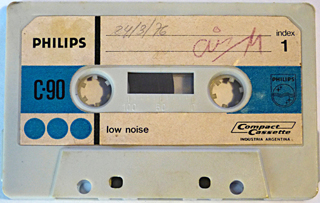 24/3/76
PHILIPS
index
1
C-90
PHILIPS
low noise
Compact
Cassette
INDUSTRIA ARGENTINA